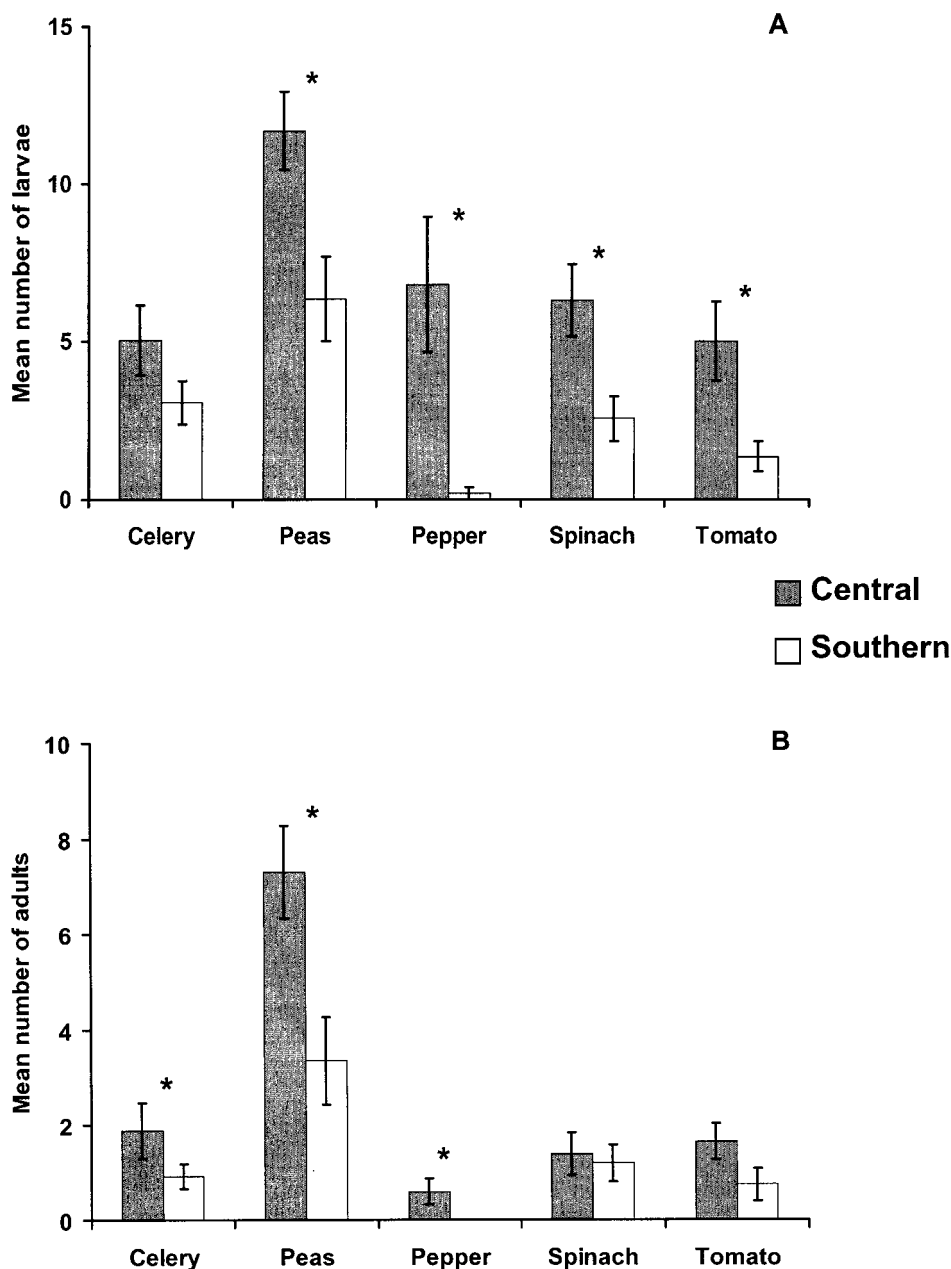 A
15
10
5
0
Mean number of larvae
*
*
*
*
Celery Peas Pepper Spinach Tomato
Central
Southern
B
10
8
6
4
2
0
Mean number of adults
*
*
*
Celery Peas Pepper Spinach Tomato